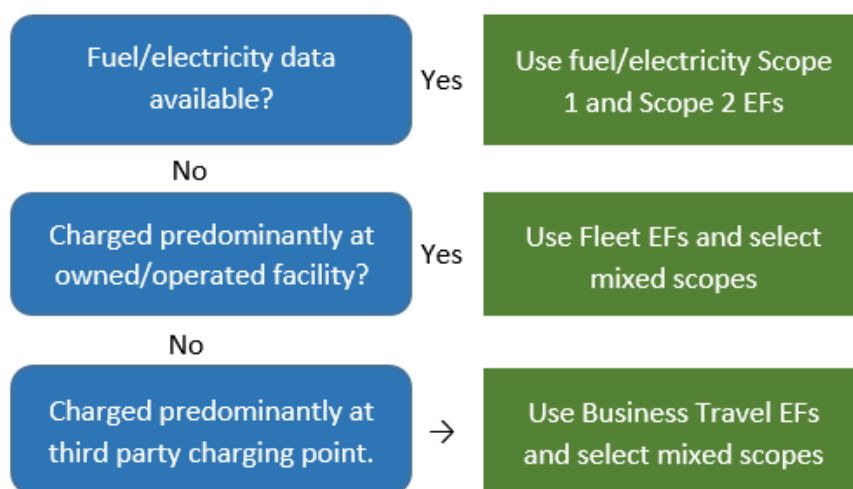 Fuel/electricity data
available?
Yes
Use fuel/electricity Scope
1 and Scope 2 EFs
No
Charged predominantly at
owned/operated facility?
Yes
Use Fleet EFs and select
mixed scopes
No
Charged predominantly at
third party charging point.
→
Use Business Travel EFs
and select mixed scopes